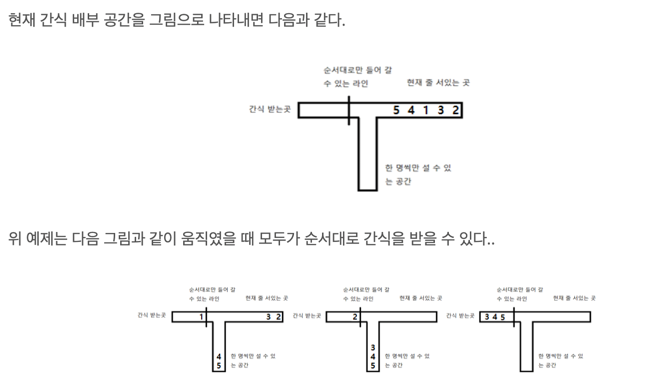 현재 간식 배부 공간을 그림으로 나타내면 다음과 같다.
순서대로만 들어 갈
수 있는 라인
현재 줄 서있는 곳
간식 받는곳
5 4 1 3 2
한 명씩만 설 수 있
는 공간
위 예제는 다음 그림과 같이 움직였을 때 모두가 순서대로 간식을 받을 수 있다..
순서대로만 들어 갈
수 있는 라인
현재 줄 서있는 곳
간식 받는곳
1
3 2
4
5
한 명씩만 설 수 있
는 공간
순서대로만 들어 갈
수 있는 라인
현재 줄 서있는 곳
간식 받는곳
2
3
4
5
한 명씩만 설 수 있
는 공간
순서대로만 들어 갈
수 있는 라인
현재 줄 서있는 곳
간식 받는곳
3 4 5
한 명씩만 설 수 있
는 공간